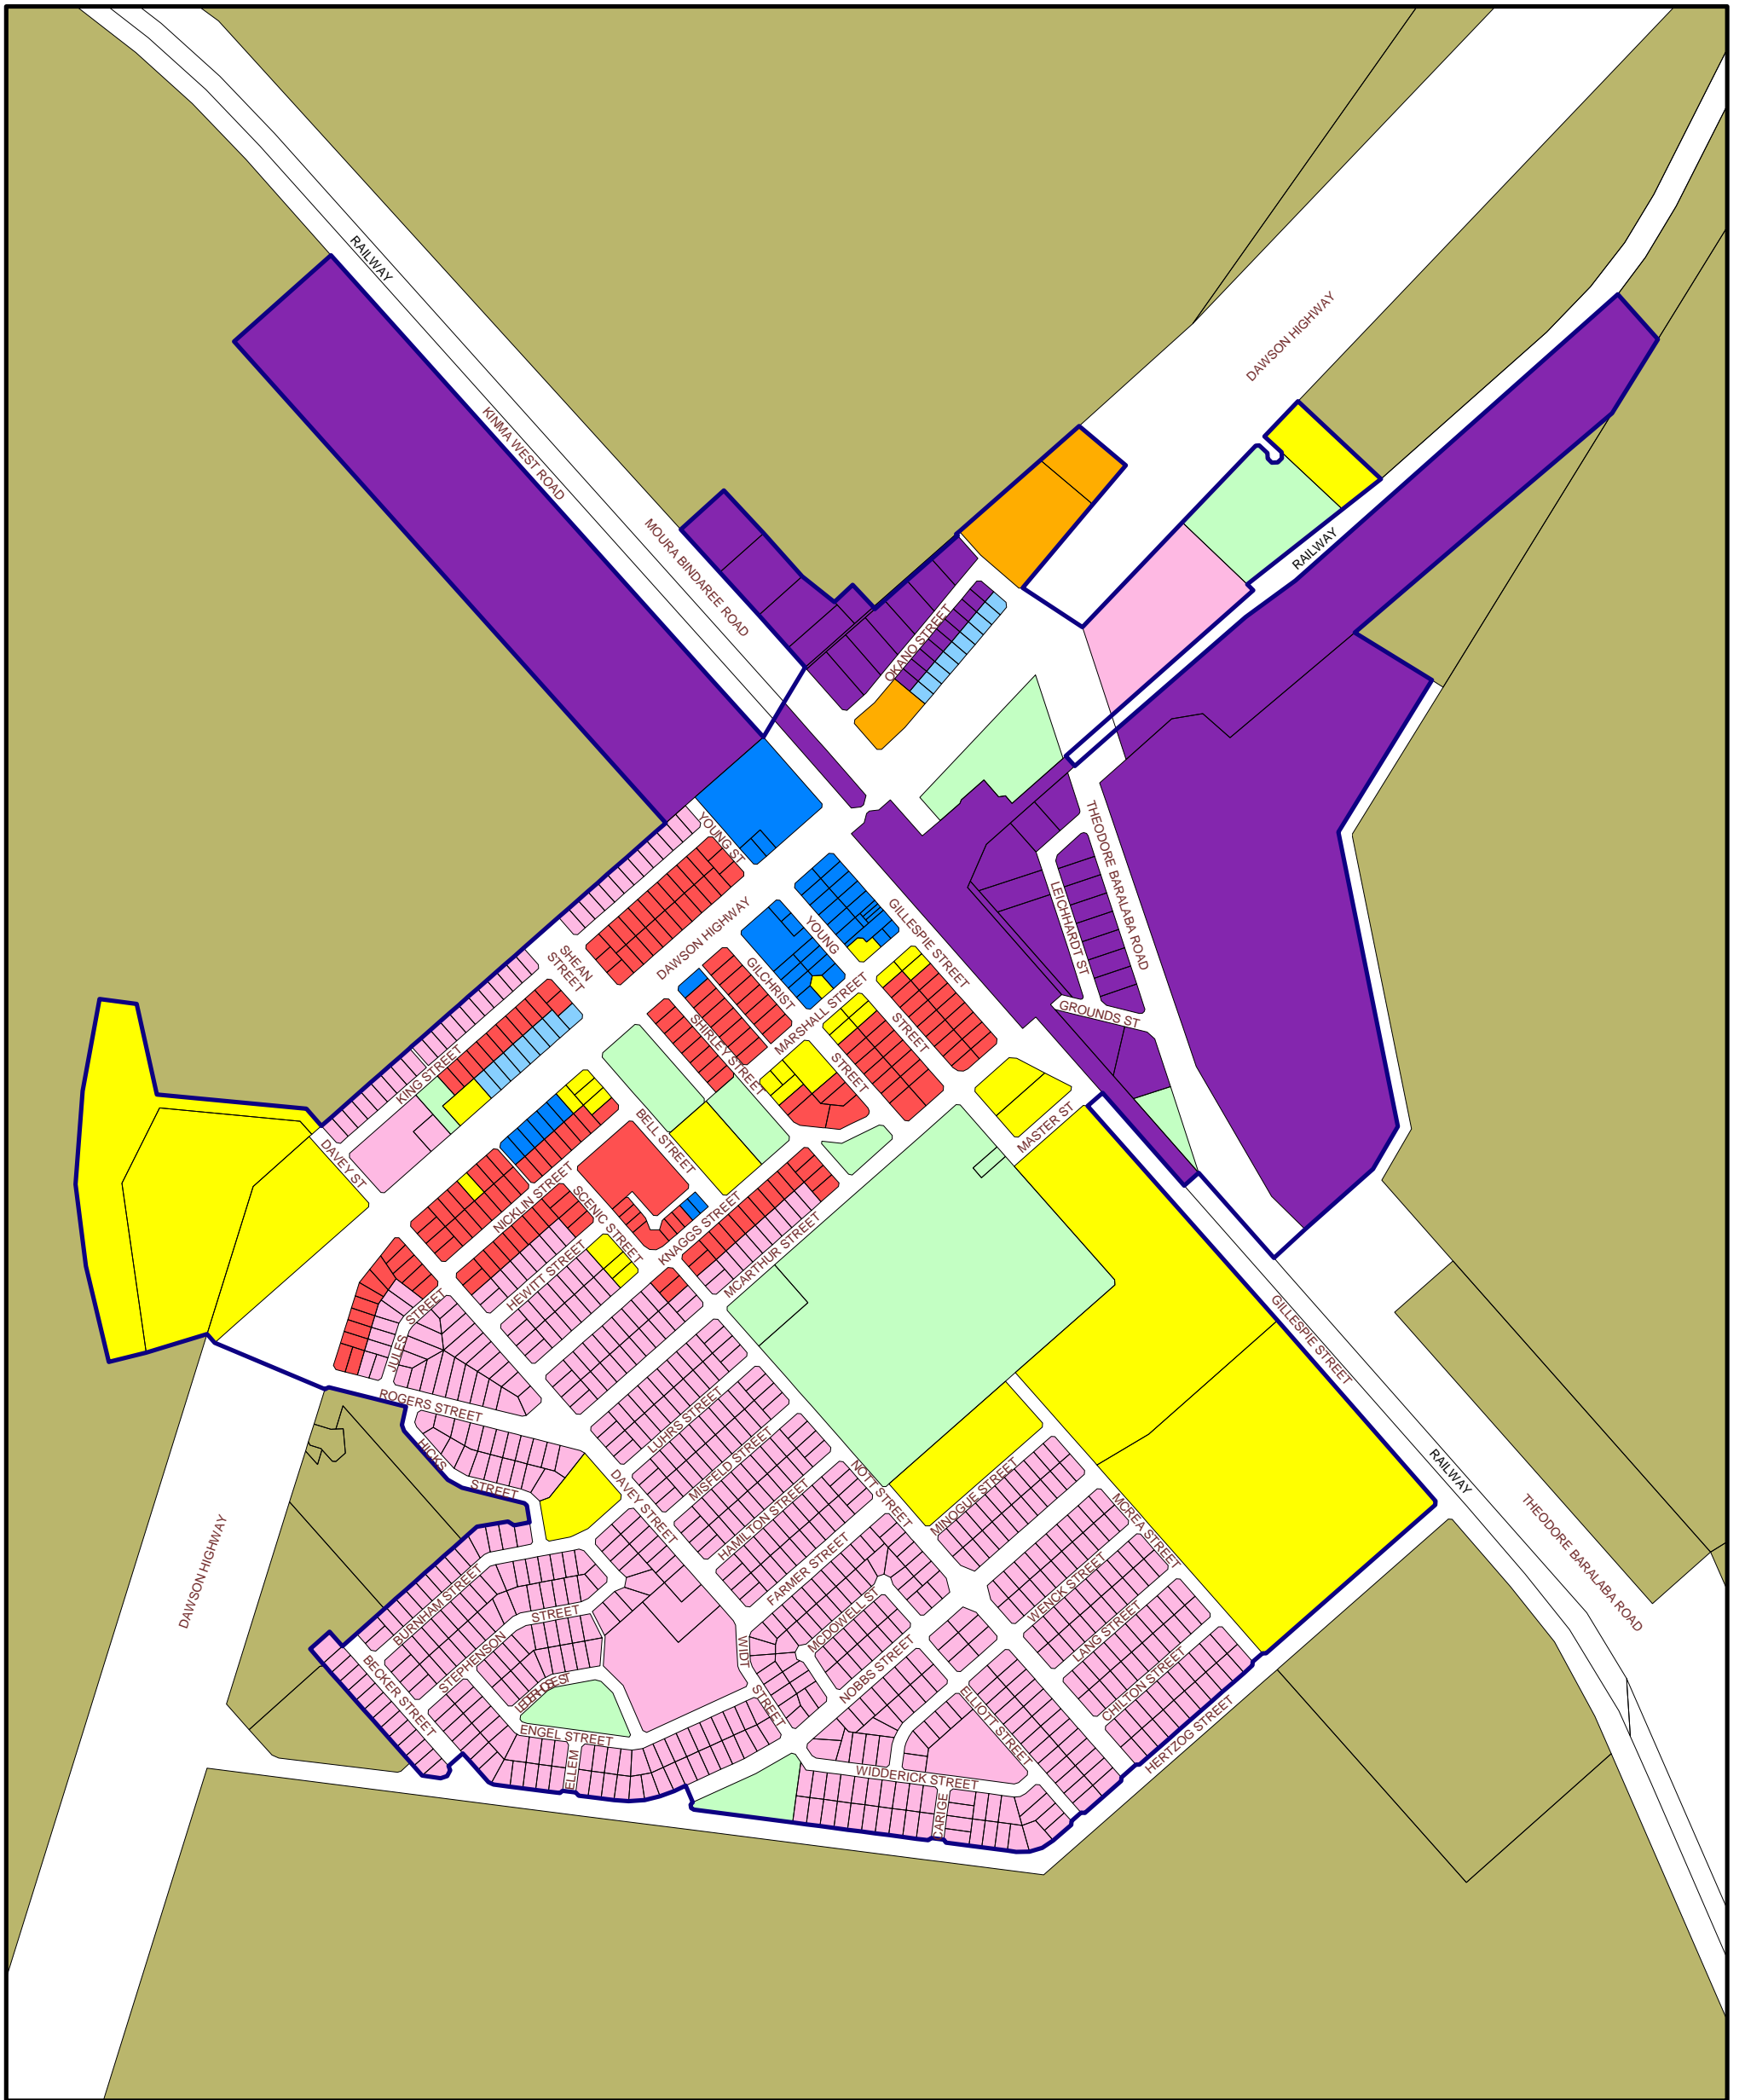 RAILWAY
DAWSON HIGHWAY
KINMA WEST ROAD
MOURA BINDAREE ROAD
RAILWAY
OKANO STREET
YOUNG ST
THEODORE BARALABA ROAD
LEICHHARDT ST
GILLESPIE STREET
DAWSON HIGHWAY
YOUNG
STREET
SHEAN
STREET
GILCHRIST
STREET
MARSHALL STREET
SHIRLEY STREET
GROUNDS ST
KING STREET
BELL STREET
MASTER ST
DAVEY ST
NICKLIN STREET
SCENIC STREET
KNAGGS STREET
MCARTHUR STREET
HEWITT STREET
JULES STREET
GILLESPIE STREET
ROGERS STREET
LUHRS STREET
HICKS
STREET
MISFELD STREET
DAVEY STREET
NOTT STREET
RAILWAY
MINOGUE STREET
HAMILTON STREET
MCREA STREET
THEODORE BARALABA ROAD
DAWSON HIGHWAY
FARMER STREET
BURNHAM STREET
WENCK STREET
STREET
STEPHENSON
MCDOWELL ST
LANG STREET
WIDT
STREET
NOBBS STREET
BECKER STREET
CHILTON STREET
ELLIOTT STREET
ENGEL STREET
HERTZOG STREET
ELLEM
WIDDERICK STREET
CARIGE